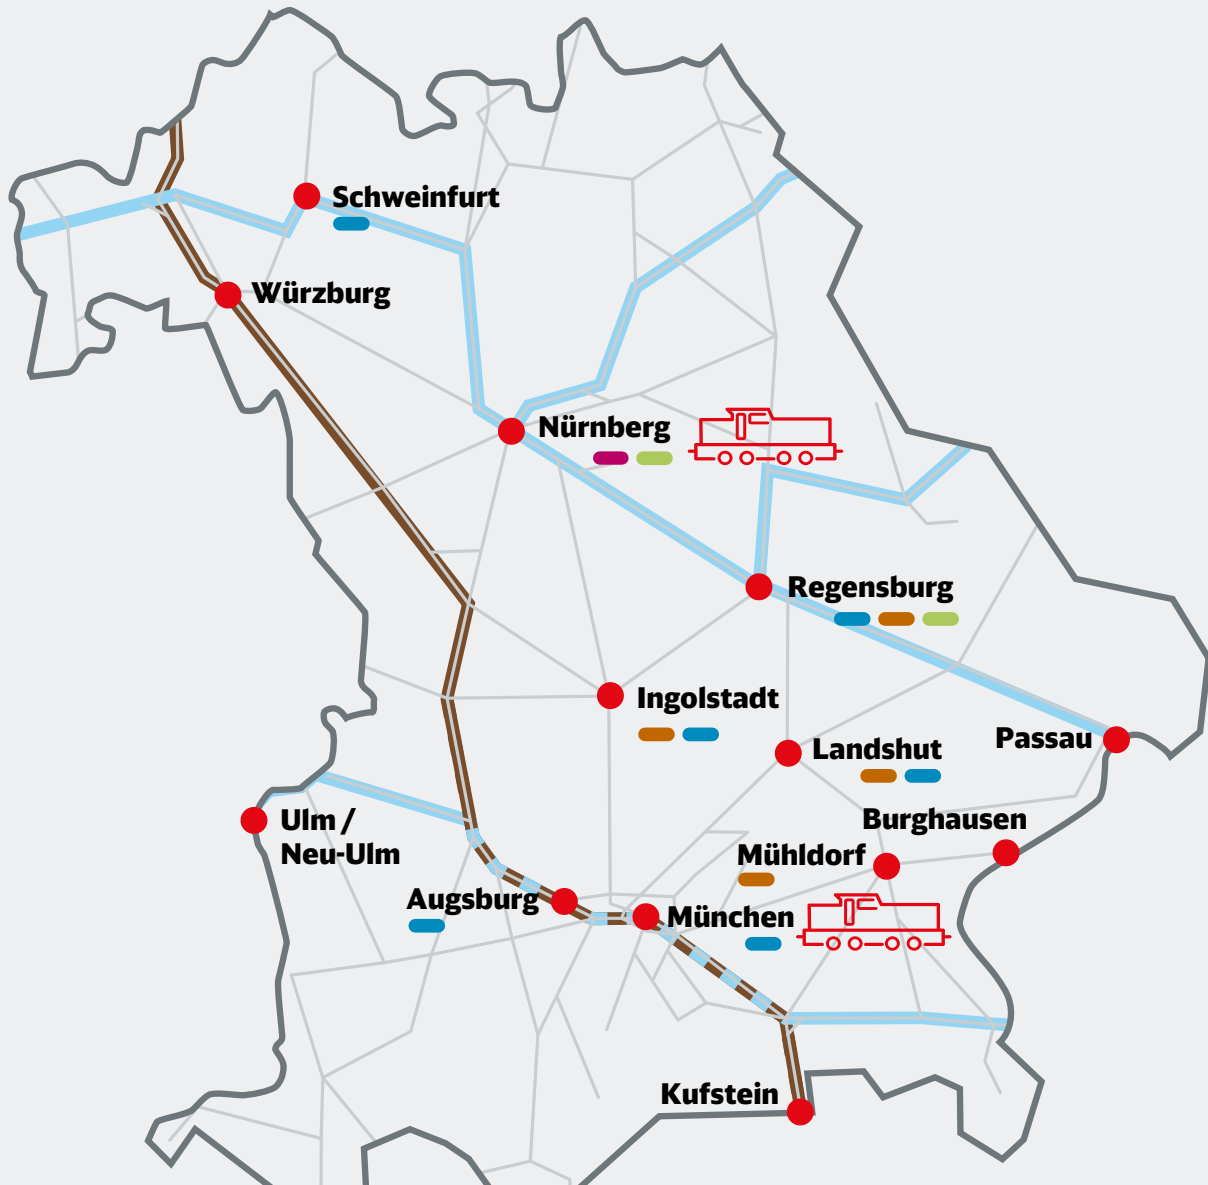 Schweinfurt
Würzburg
Nürnberg
Regensburg
Ingolstadt
Landshut
Passau
Burghausen
Ulm /
Neu-Ulm
Mühldorf
Augsburg
München
Kufstein